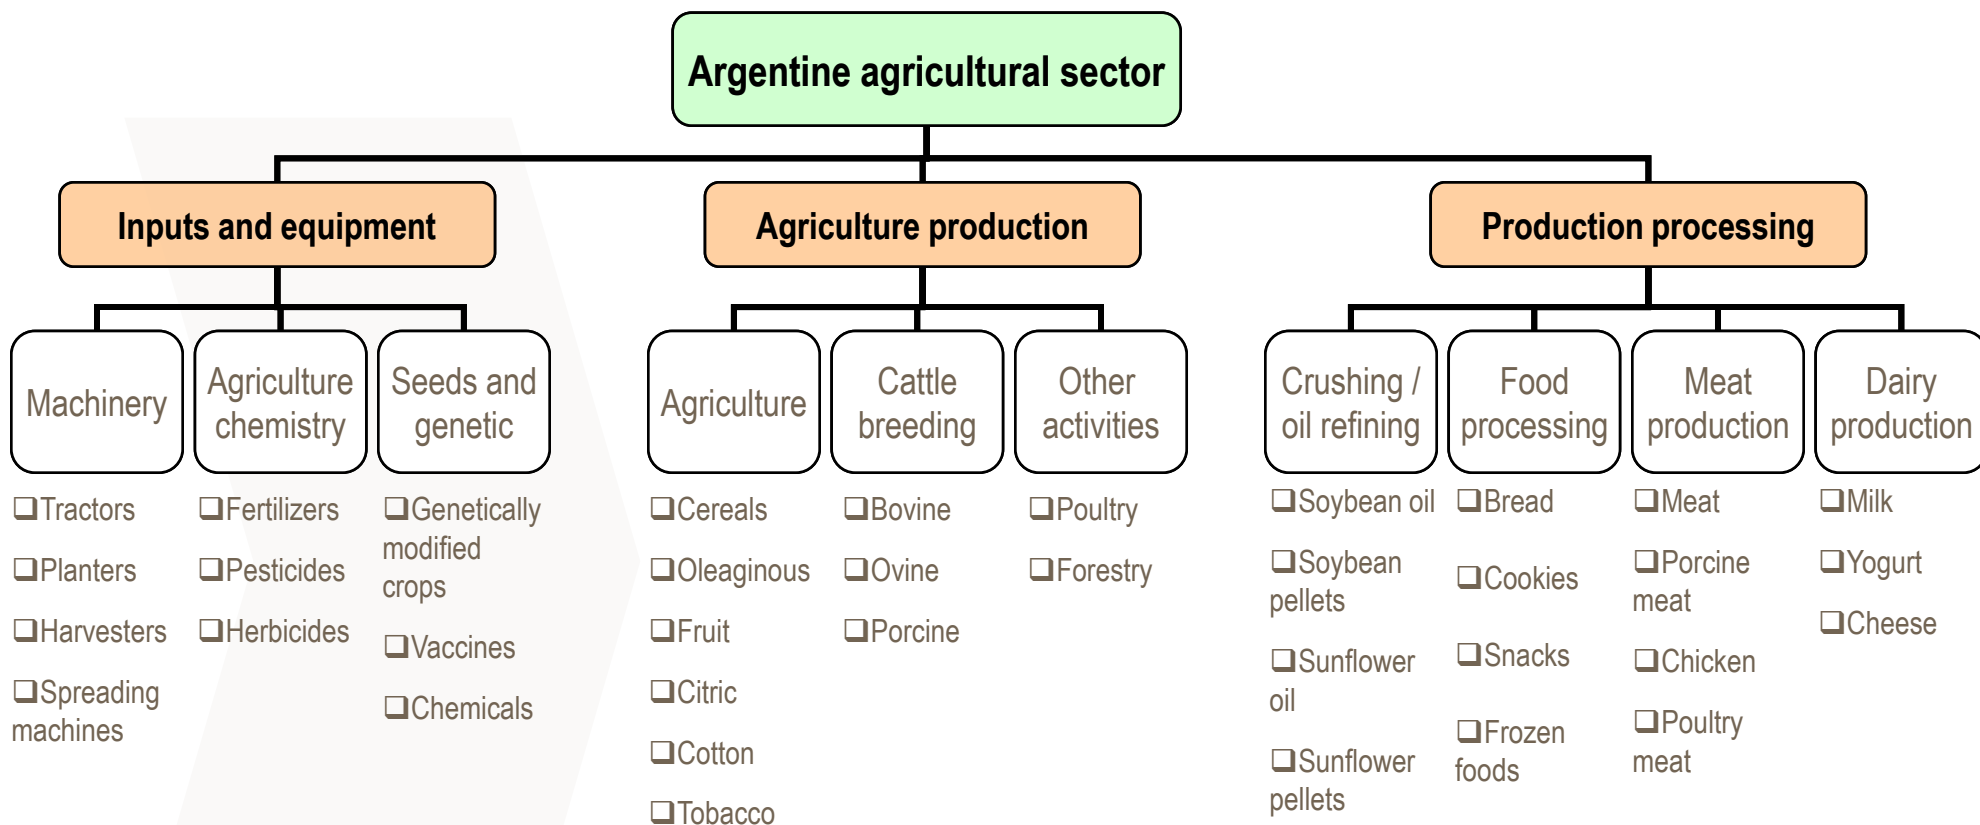 Argentine agricultural sector
Inputs and equipment
Agriculture production
Production processing
Machinery
Agriculture
chemistry
Seeds and
genetic
Agriculture
Cattle
breeding
Other
activities
Crushing /
oil refining
Food
processing
Meat
production
Dairy
production
❑Tractors
❑Planters
❑Harvesters
❑Spreading
machines
❑Fertilizers
❑Pesticides
❑Herbicides
❑Genetically
modified
crops
❑Vaccines
❑Chemicals
❑Cereals
❑Oleaginous
❑Fruit
❑Citric
❑Cotton
❑Tobacco
❑Bovine
❑Ovine
❑Porcine
❑Poultry
❑Forestry
❑Soybean oil
❑Soybean
pellets
❑Sunflower
oil
❑Sunflower
pellets
❑Bread
❑Cookies
❑Snacks
❑Frozen
foods
❑Meat
❑Porcine
meat
❑Chicken
❑Poultry
meat
❑Milk
❑Yogurt
❑Cheese